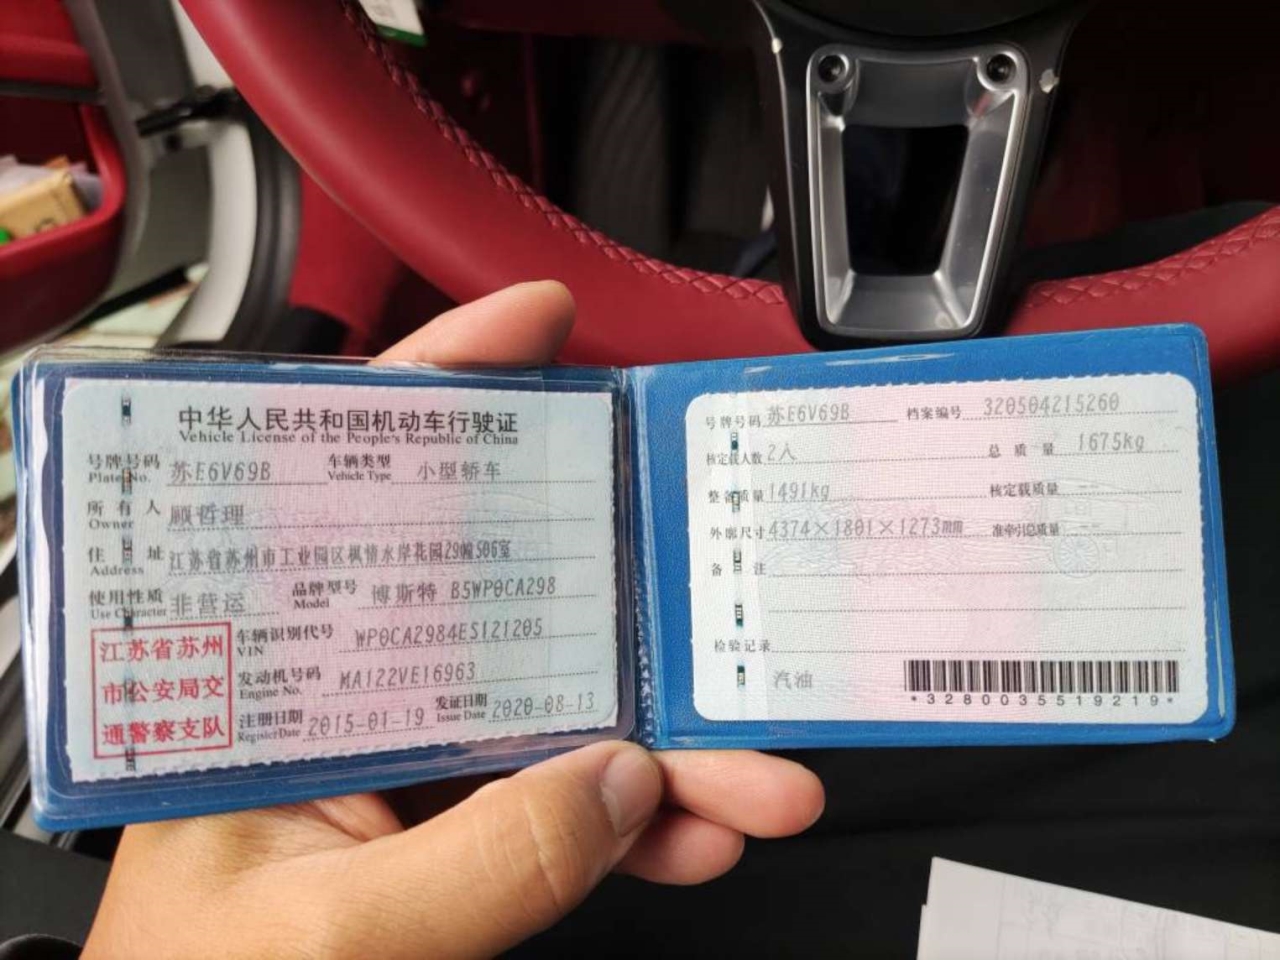 中华人民共和国机动车行驶证
Vehicle License of the People's Republic of China
号牌号码 苏E6V69B 车辆类型 小型轿车
Plate No. Vehicle Type
所有人 顾哲理
Owner
住址 江苏省苏州市工业园区枫情水岸花园29幢506室
Address
使用性质 非营运 品牌型号 博斯特 B5WP0CA298
Use Character Model
江苏省苏州
市公安局交
通警察支队
车辆识别代号 WP0CA2984ES121205
VIN
发动机号码 MA122VE16963
Engine No.
注册日期 2015-01-19 发证日期 2020-08-13
Register Date Issue Date
号牌号码 苏E6V69B 档案编号 320504215260
核定载人数 2人 总质量 1675kg
整备质量 1491kg 核定载质量 --
外廓尺寸 4374×1801×1273mm 准牵引总质量 --
备注
检验记录
汽油
*3280035519219*